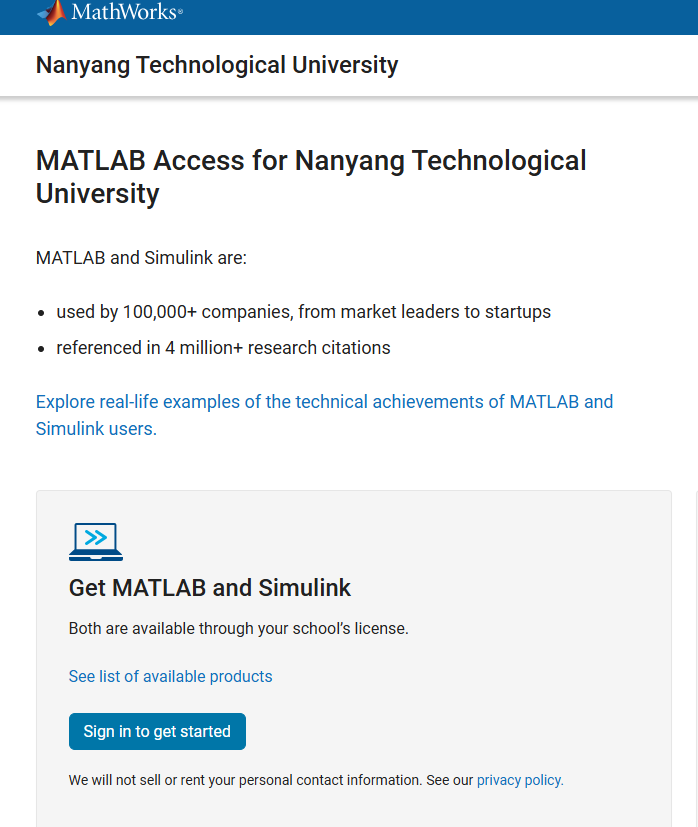 MathWorks®
Nanyang Technological University
MATLAB Access for Nanyang Technological
University
MATLAB and Simulink are:
• used by 100,000+ companies, from market leaders to startups
• referenced in 4 million+ research citations
Explore real-life examples of the technical achievements of MATLAB and
Simulink users.
Get MATLAB and Simulink
Both are available through your school’s license.
See list of available products
Sign in to get started
We will not sell or rent your personal contact information. See our privacy policy.